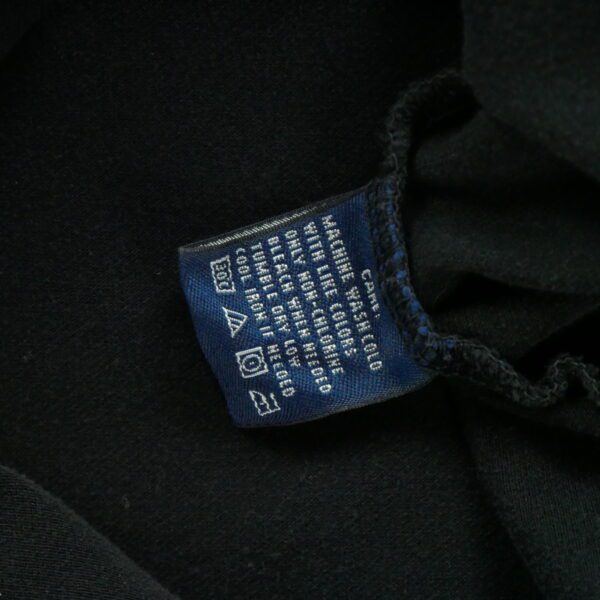 CARE
MACHINE WASH COLD
WITH LIKE COLORS
ONLY NON-CHLORINE
BLEACH WHEN NEEDED
TUMBLE DRY LOW
COOL IRON IF NEEDED